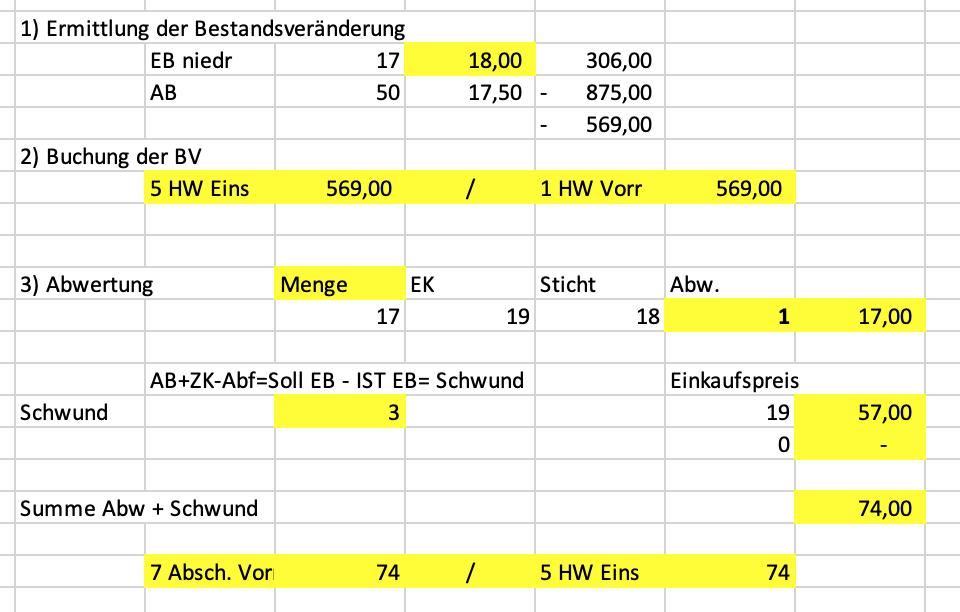 1) Ermittlung der Bestandsveränderung
EB niedr 17 18,00 306,00
AB 50 17,50 - 875,00
- 569,00
2) Buchung der BV
5 HW Eins 569,00 / 1 HW Vorr 569,00
3) Abwertung Menge EK Sticht Abw.
17 19 18 1 17,00
AB+ZK-Abf=Soll EB - IST EB= Schwund Einkaufspreis
Schwund 3 19 57,00
0 -
Summe Abw + Schwund 74,00
7 Absch. Vorr 74 / 5 HW Eins 74